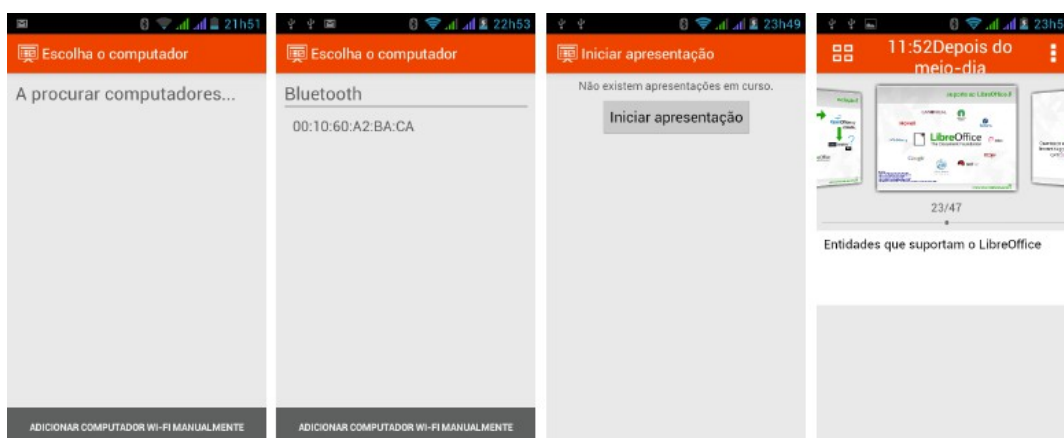 21h51
Escolha o computador
A procurar computadores...
ADICIONAR COMPUTADOR WI-FI MANUALMENTE
22h53
Escolha o computador
Bluetooth
00:10:60:A2:BA:CA
ADICIONAR COMPUTADOR WI-FI MANUALMENTE
23h49
Iniciar apresentação
Não existem apresentações em curso.
Iniciar apresentação
23h5
11:52Depois do
meio-dia
LibreOffice
Google
23/47
Entidades que suportam o LibreOffice